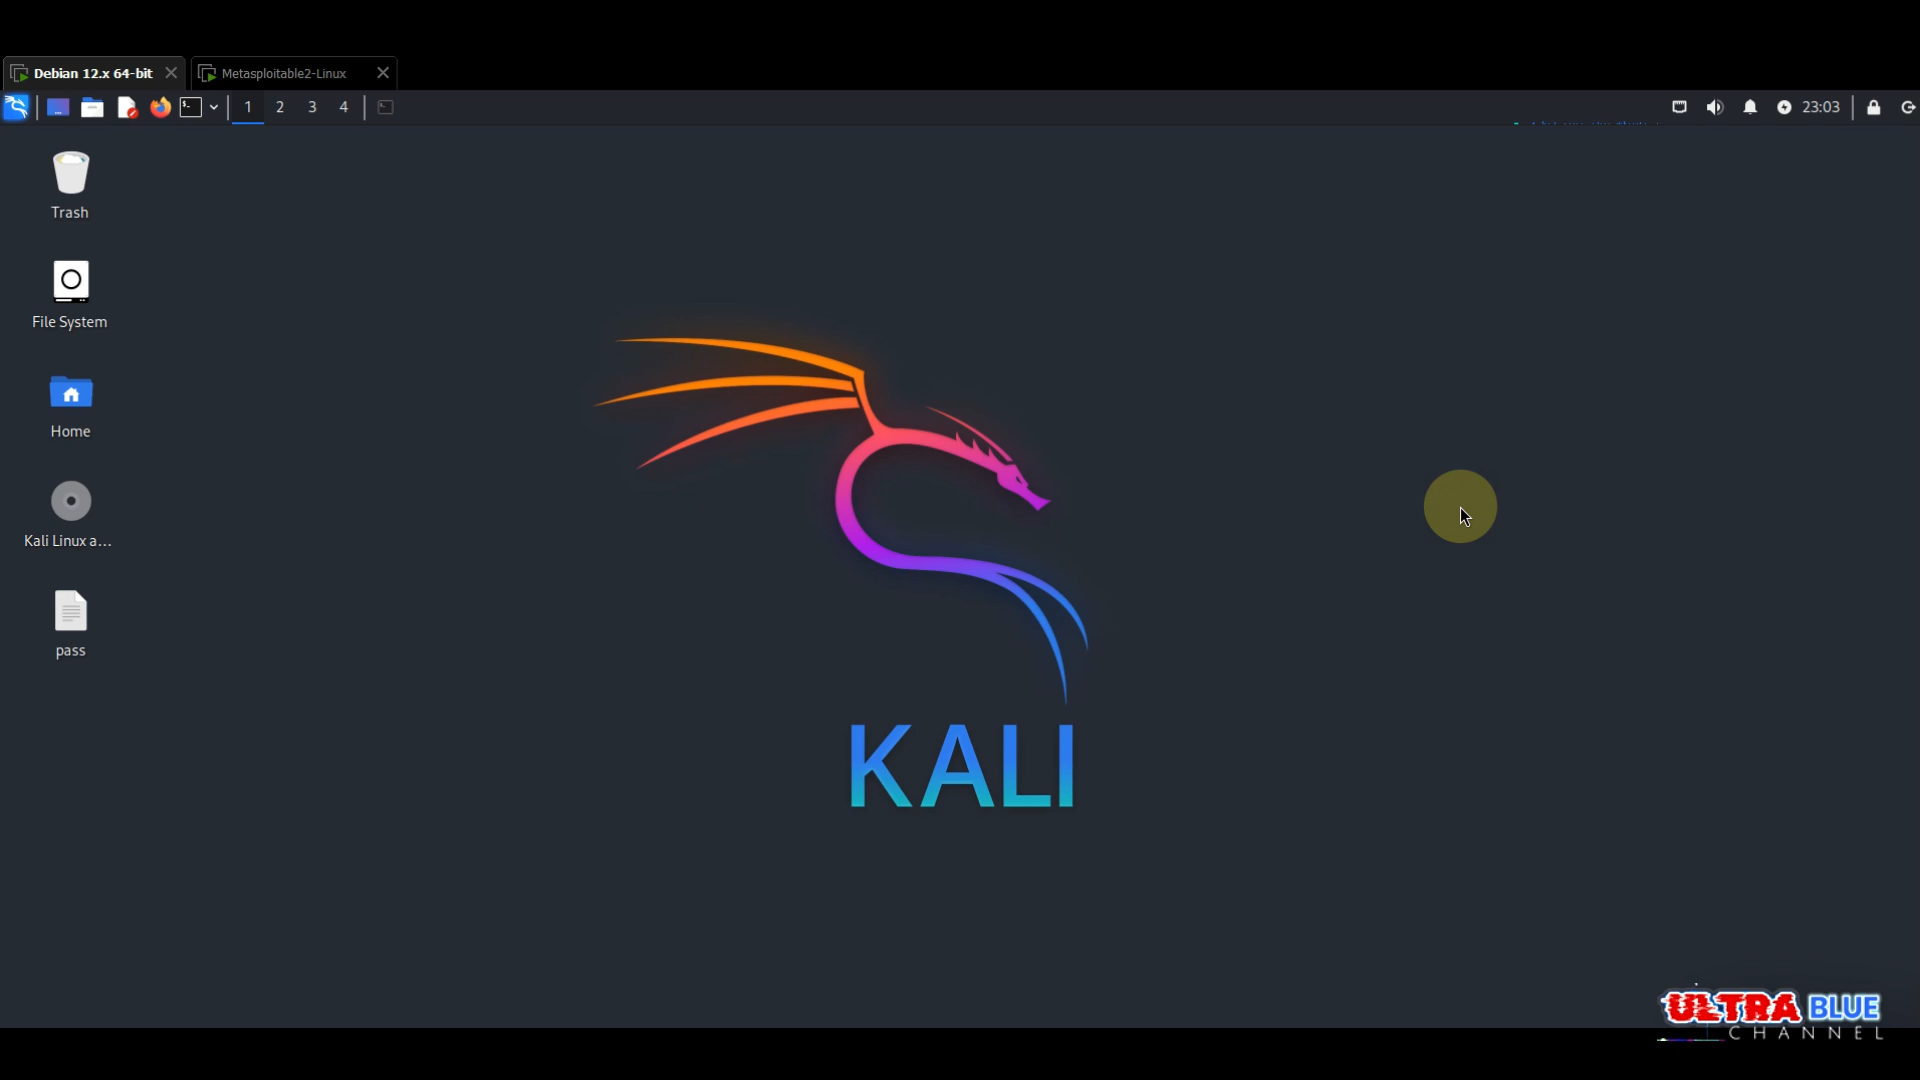 Debian 12.x 64-bit
Metasploitable2-Linux
1 2 3 4
23:03
Trash
File System
Home
Kali Linux a...
pass
KALI
ULTRA BLUE
CHANNEL